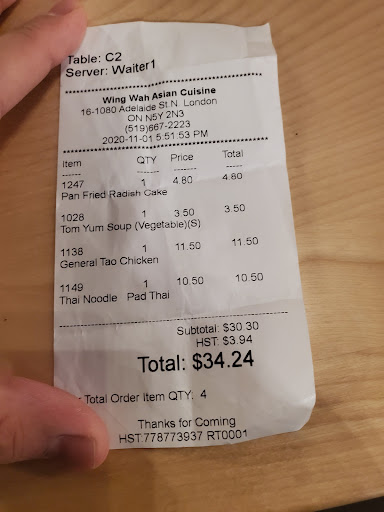 Table: C2
Server: Waiter1
Wing Wah Asian Cuisine
16-1080 Adelaide St.N. London
ON N5Y 2N3
(519)667-2223
2020-11-01 5:51:53 PM
Item QTY Price Total
1247 1 4.80 4.80
Pan Fried Radish Cake
1028 1 3.50 3.50
Tom Yum Soup (Vegetable)(S)
1138 1 11.50 11.50
General Tao Chicken
1149 1 10.50 10.50
Thai Noodle Pad Thai
Subtotal: $30.30
HST: $3.94
Total: $34.24
Total Order Item QTY: 4
Thanks for Coming
HST:778773937 RT0001